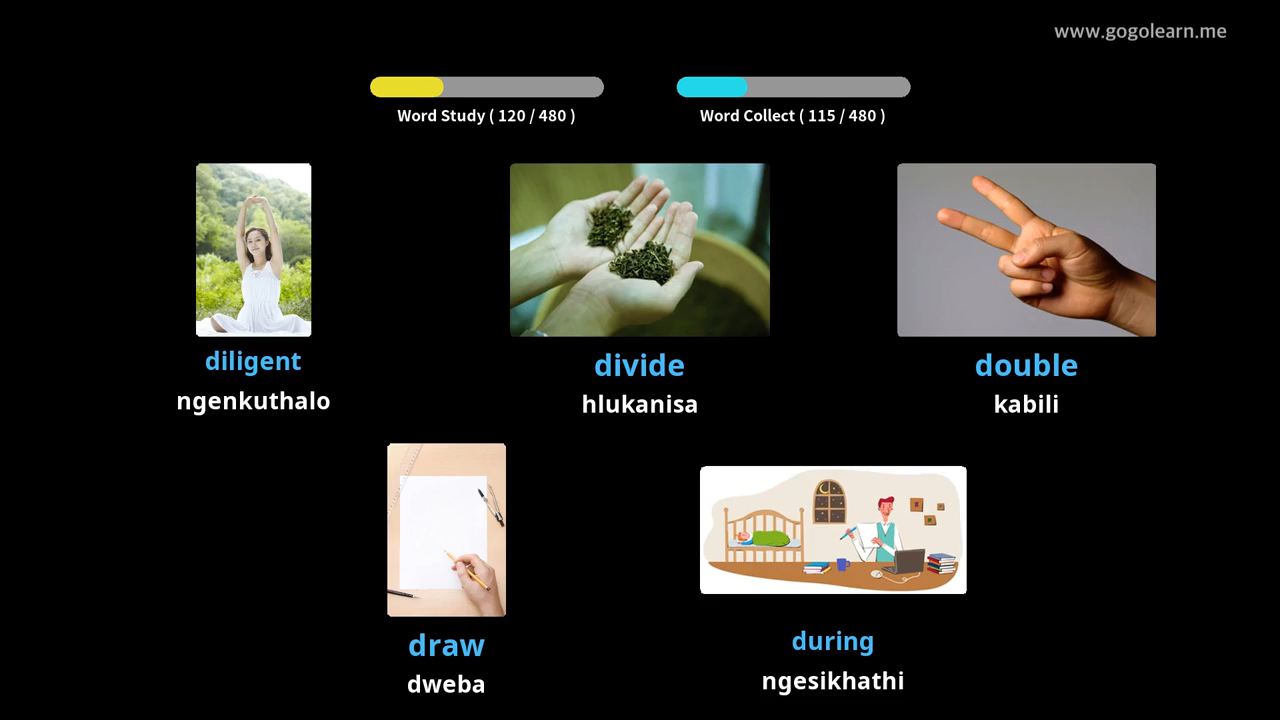 www.gogolearn.me
Word Study ( 120 / 480 )
Word Collect ( 115 / 480 )
diligent
ngenkuthalo
divide
hlukanisa
double
kabili
draw
dweba
during
ngesikhathi